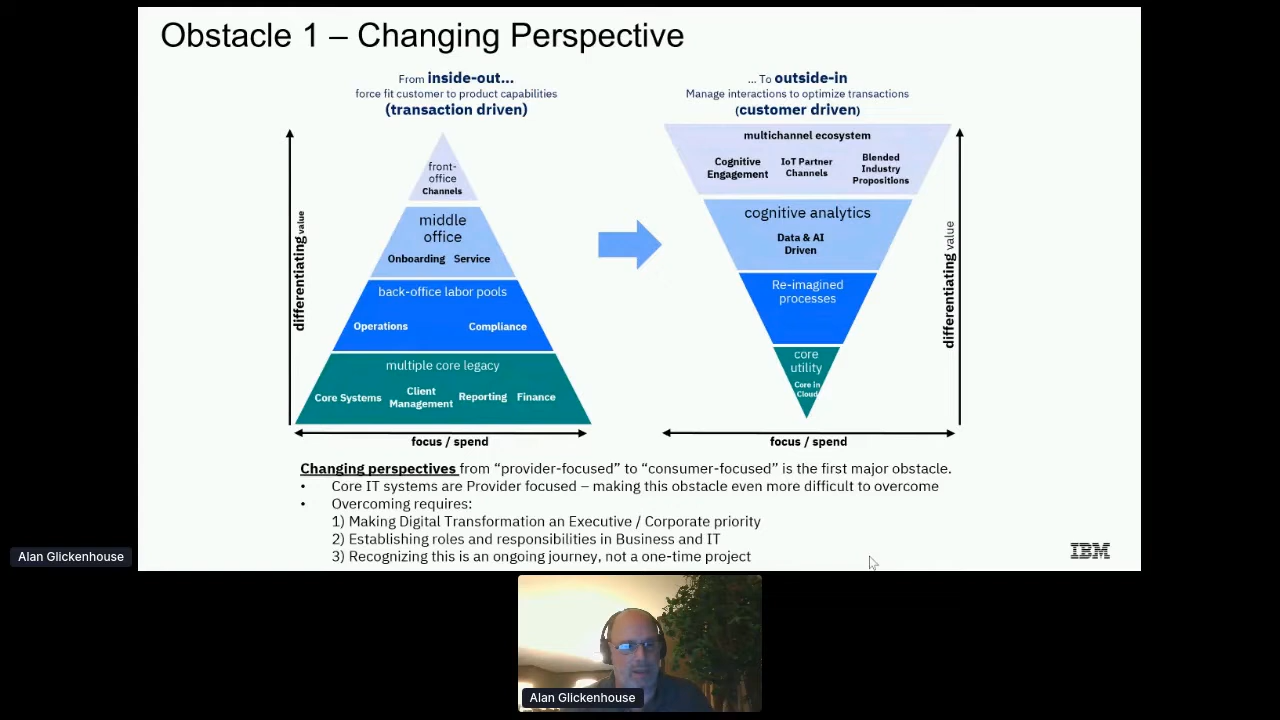 Obstacle 1 – Changing Perspective
From inside-out...
force fit customer to product capabilities
(transaction driven)
... To outside-in
Manage interactions to optimize transactions
(customer driven)
differentiating value
front-
office
Channels
middle
office
Onboarding Service
back-office labor pools
Operations Compliance
multiple core legacy
Core Systems
Client
Management
Reporting
Finance
focus / spend
multichannel ecosystem
Cognitive
Engagement
IoT Partner
Channels
Blended
Industry
Propositions
cognitive analytics
Data & AI
Driven
Re-imagined
processes
core
utility
Core in
Cloud
differentiating value
focus / spend
Changing perspectives from “provider-focused” to “consumer-focused” is the first major obstacle.
• Core IT systems are Provider focused – making this obstacle even more difficult to overcome
• Overcoming requires:
1) Making Digital Transformation an Executive / Corporate priority
2) Establishing roles and responsibilities in Business and IT
3) Recognizing this is an ongoing journey, not a one-time project
IBM
Alan Glickenhouse
Alan Glickenhouse